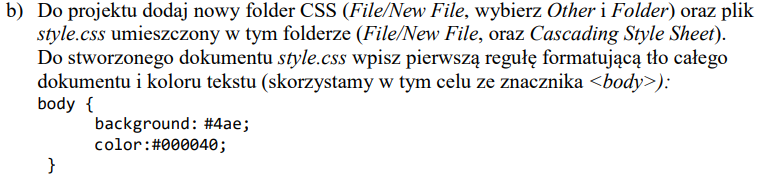 b) Do projektu dodaj nowy folder CSS (File/New File, wybierz Other i Folder) oraz plik
style.css umieszczony w tym folderze (File/New File, oraz Cascading Style Sheet).
Do stworzonego dokumentu style.css wpisz pierwszą regułę formatującą tło całego
dokumentu i koloru tekstu (skorzystamy w tym celu ze znacznika <body>):
body {
background: #4ae;
color:#000040;
}